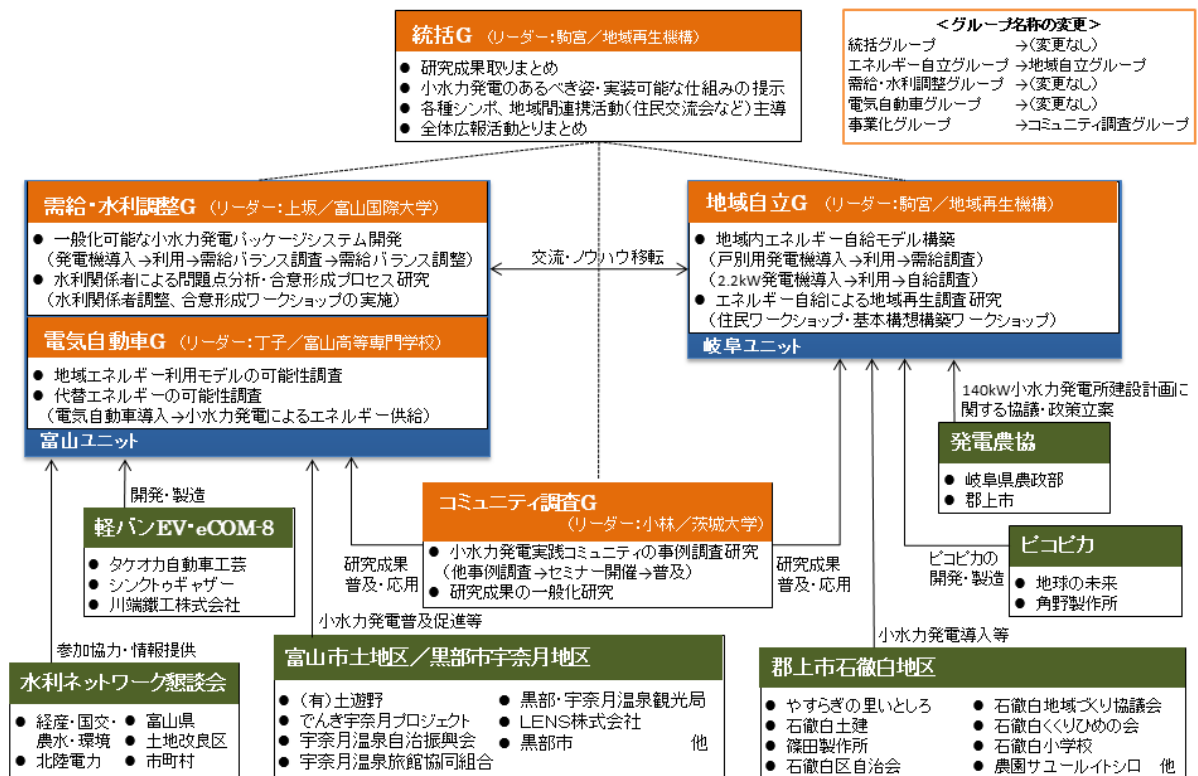 統括G (リーダー:駒宮／地域再生機構)
● 研究成果取りまとめ
● 小水力発電のあるべき姿・実装可能な仕組みの提示
● 各種シンポ、地域間連携活動(住民交流会など)主導
● 全体広報活動とりまとめ
＜グループ名称の変更＞
統括グループ →(変更なし)
エネルギー自立グループ →地域自立グループ
需給・水利調整グループ →(変更なし)
電気自動車グループ →(変更なし)
事業化グループ →コミュニティ調査グループ
需給・水利調整G (リーダー:上坂／富山国際大学)
● 一般化可能な小水力発電パッケージシステム開発
(発電機導入→利用→需給バランス調査→需給バランス調整)
● 水利関係者による問題点分析・合意形成プロセス研究
(水利関係者調整、合意形成ワークショップの実施)
電気自動車G (リーダー:丁子／富山高等専門学校)
● 地域エネルギー利用モデルの可能性調査
● 代替エネルギーの可能性調査
(電気自動車導入→小水力発電によるエネルギー供給)
富山ユニット
交流・ノウハウ移転
地域自立G (リーダー:駒宮／地域再生機構)
● 地域内エネルギー自給モデル構築
(戸別用発電機導入→利用→需給調査)
(2.2kW発電機導入→利用→自給調査)
● エネルギー自給による地域再生調査研究
(住民ワークショップ・基本構想構築ワークショップ)
岐阜ユニット
140kW小水力発電所建設計画に
関する協議・政策立案
発電農協
● 岐阜県農政部
● 郡上市
開発・製造
軽バンEV・eCOM-8
● タケオカ自動車工芸
● シンクトゥギャザー
● 川端鐵工株式会社
研究成果
普及・応用
コミュニティ調査G
(リーダー:小林／茨城大学)
● 小水力発電実践コミュニティの事例調査研究
(他事例調査→セミナー開催→普及)
● 研究成果の一般化研究
研究成果
普及・応用
ピコピカの
開発・製造
ピコピカ
● 地球の未来
● 角野製作所
参加協力・情報提供
水利ネットワーク懇談会
● 経産・国交・
農水・環境
● 北陸電力
● 富山県
● 土地改良区
● 市町村
小水力発電普及促進等
富山市土地区／黒部市宇奈月地区
● (有)土遊野
● でんき宇奈月プロジェクト
● 宇奈月温泉自治振興会
● 宇奈月温泉旅館協同組合
● 黒部・宇奈月温泉観光局
● LENS株式会社
● 黒部市 他
小水力発電導入等
郡上市石徹白地区
● やすらぎの里いとしろ
● 石徹白土建
● 篠田製作所
● 石徹白区自治会
● 石徹白地域づくり協議会
● 石徹白くくりひめの会
● 石徹白小学校
● 農園サユールイトシロ 他